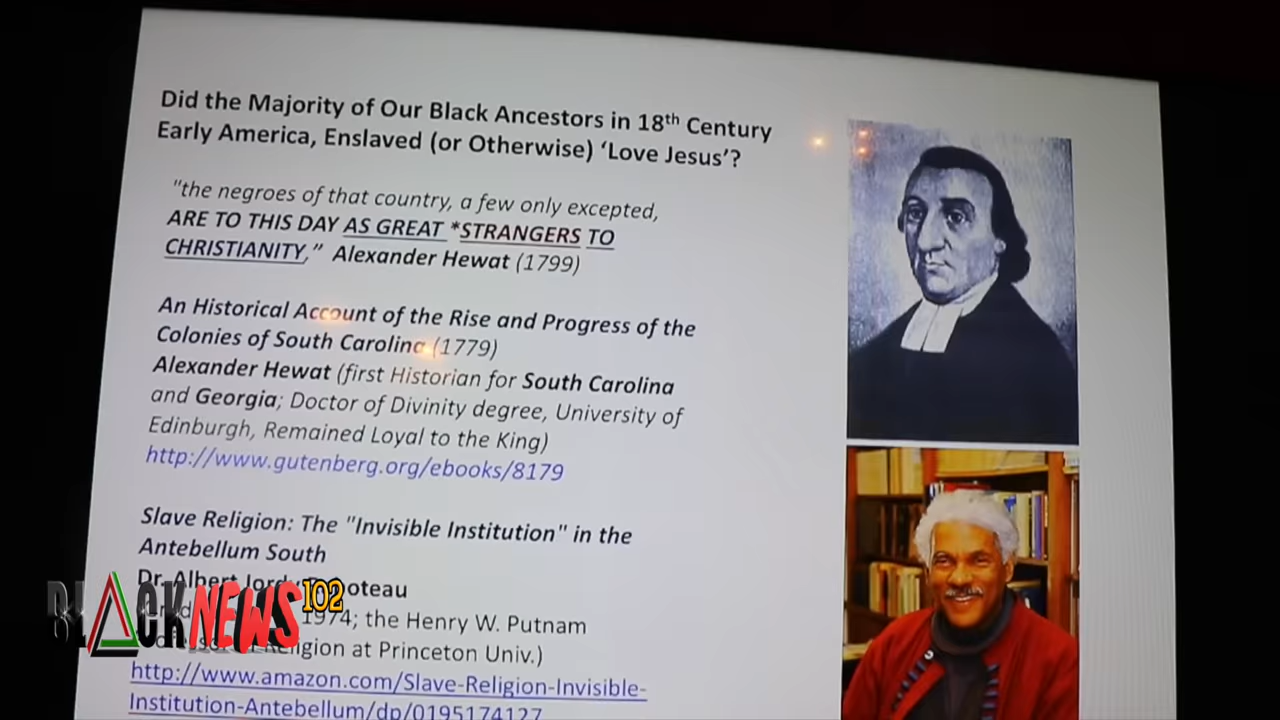 Did the Majority of Our Black Ancestors in 18th Century
Early America, Enslaved (or Otherwise) ‘Love Jesus’?
"the negroes of that country, a few only excepted,
ARE TO THIS DAY AS GREAT *STRANGERS TO
CHRISTIANITY,” Alexander Hewat (1799)
An Historical Account of the Rise and Progress of the
Colonies of South Carolina (1779)
Alexander Hewat (first Historian for South Carolina
and Georgia; Doctor of Divinity degree, University of
Edinburgh, Remained Loyal to the King)
http://www.gutenberg.org/ebooks/8179
Slave Religion: The "Invisible Institution" in the
Antebellum South
Dr. Albert
1974; the Henry W. Putnam
at Princeton Univ.)
http://www.amazon.com/Slave-Religion-Invisible-
Institution-Antebellum/dp/0195174127
BLACK NEWS 102